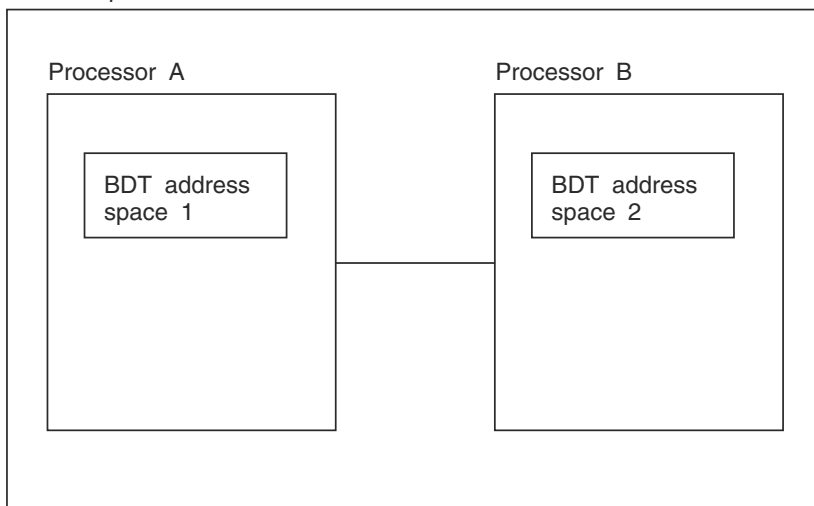 Processor A
Processor B
BDT address
space 1
BDT address
space 2